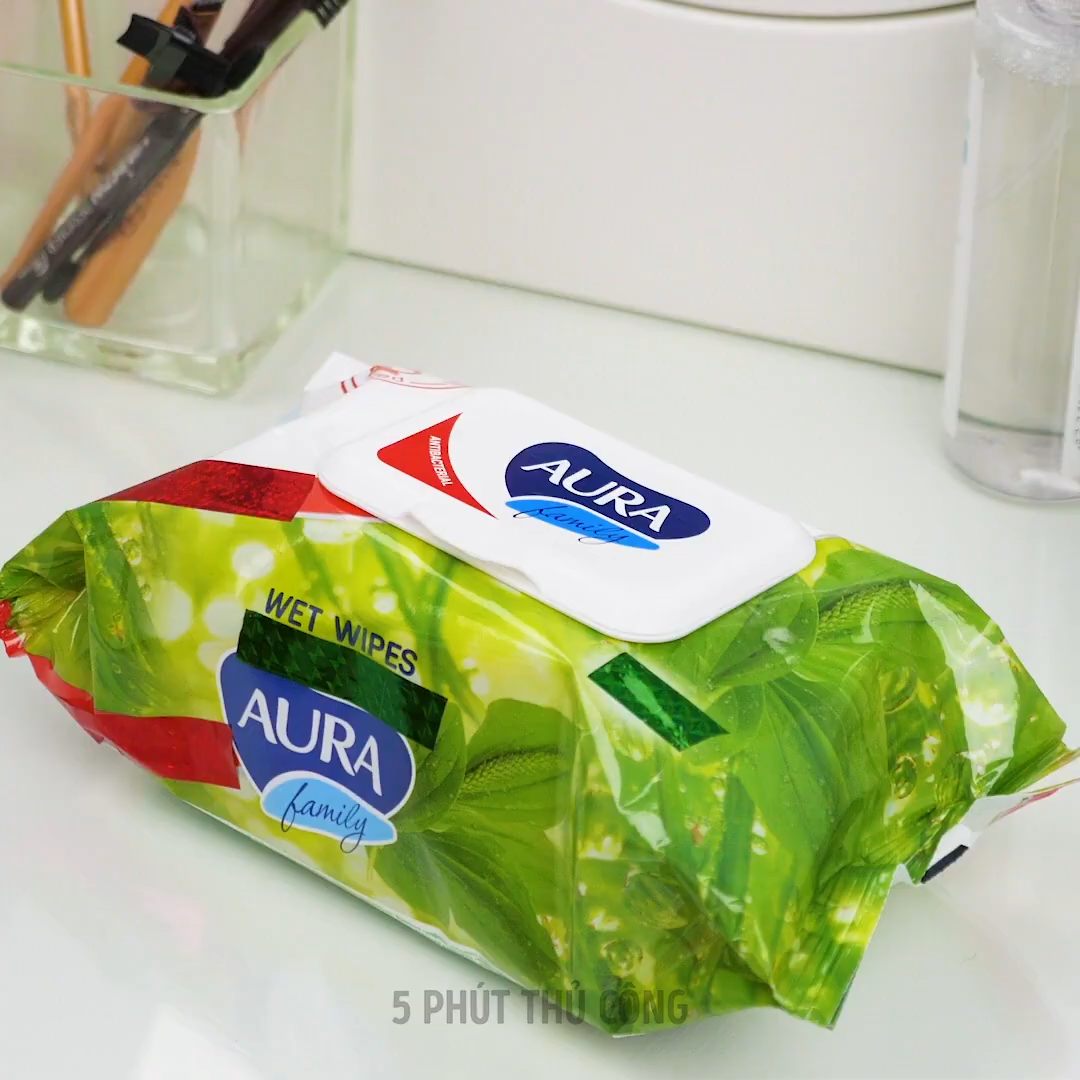 ANTIBACTERIAL
AURA
family
WET WIPES
AURA
family
5 PHÚT THỦ CÔNG